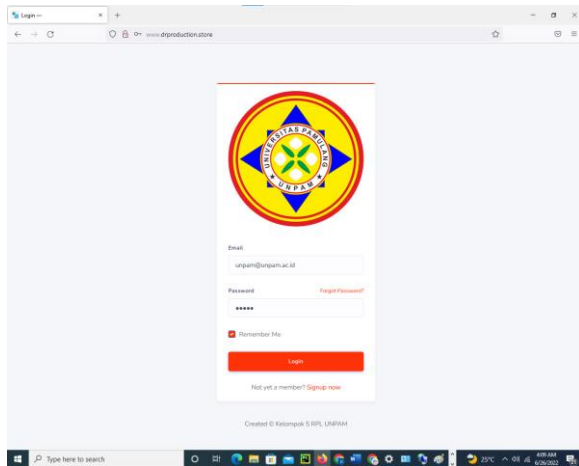 Login —
www.drproduction.store
UNIVERSITAS PAMULANG
UNPAM
Email
unpam@unpam.ac.id
Password
Forgot Password?
Remember Me
Login
Not yet a member? Signup now
Created © Kelompok 5 RPL UNPAM
Type here to search
25°C
4:09 AM
6/26/2022